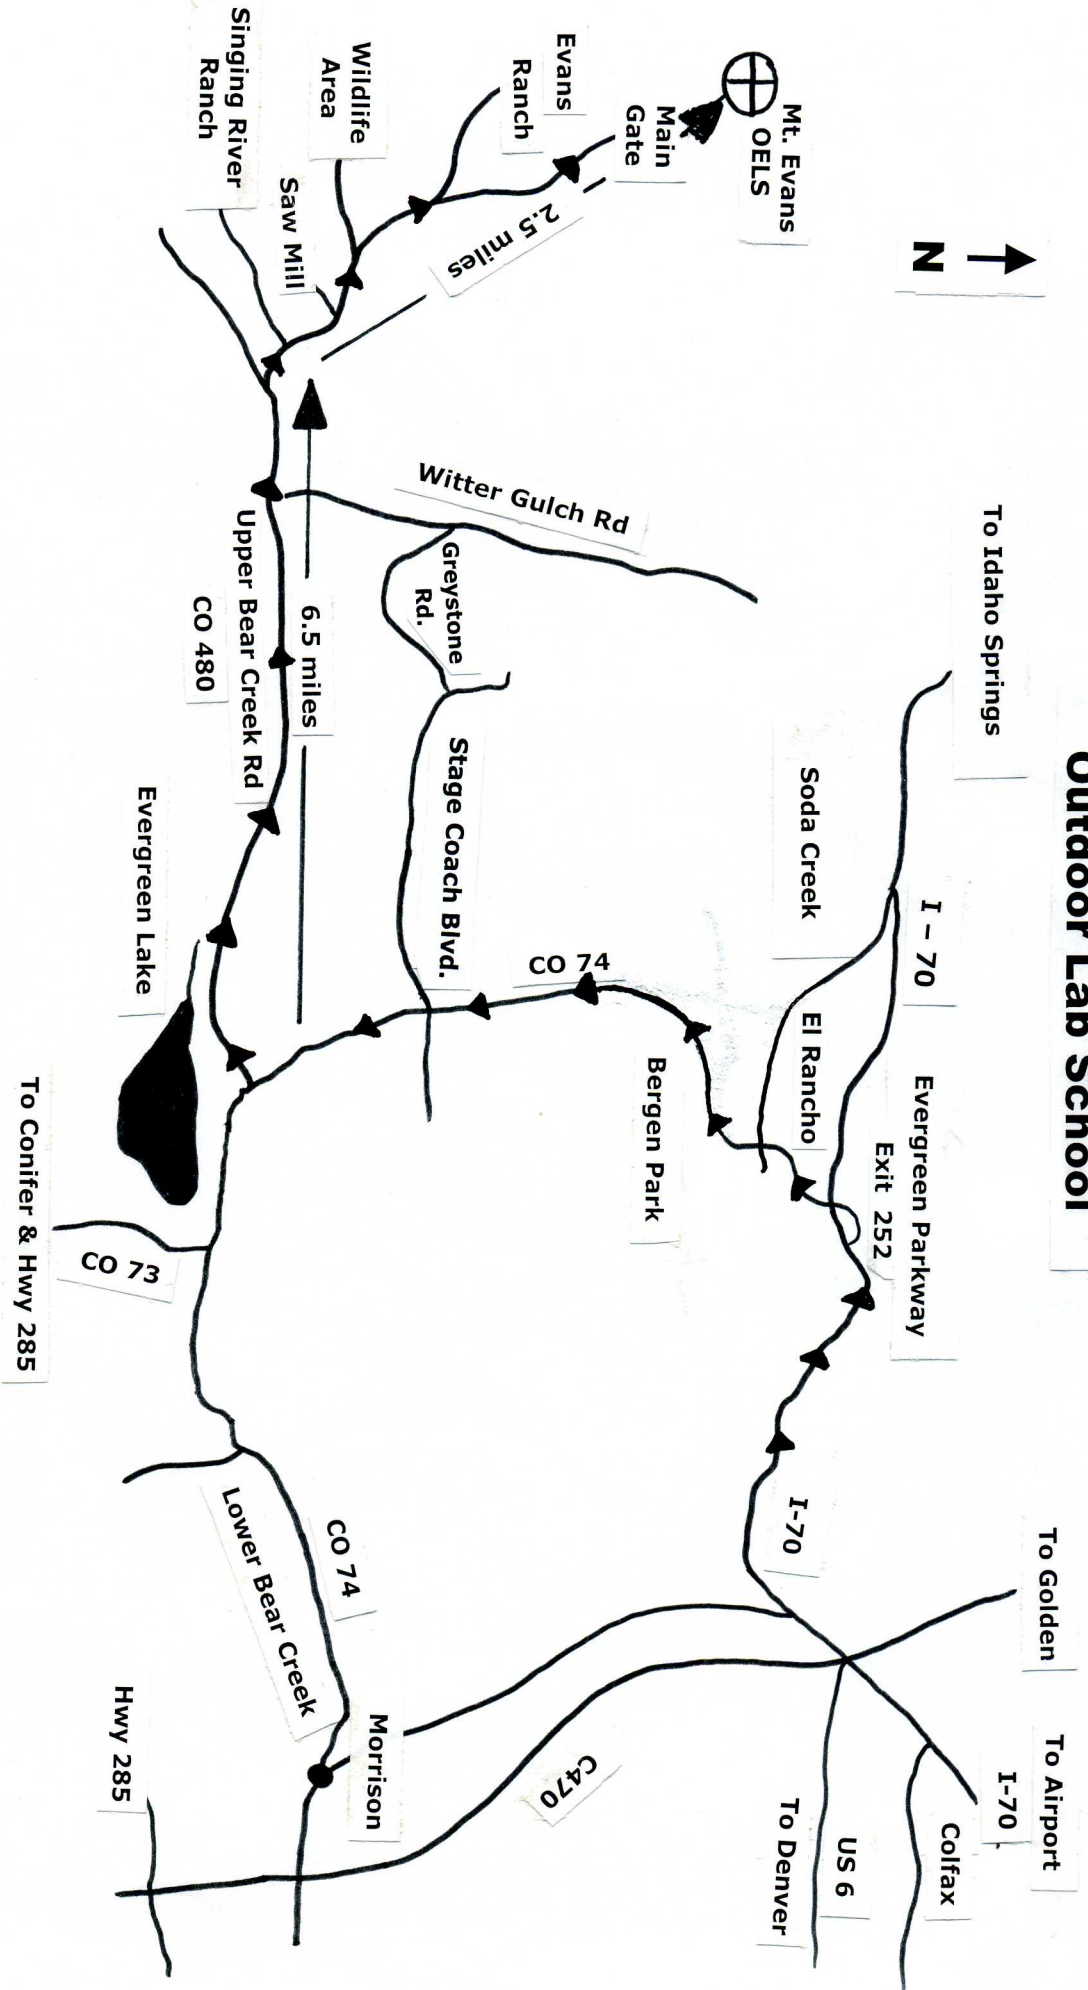 Outdoor Lab School
N
Mt. Evans
OELS
Main
Gate
Evans
Ranch
Wildlife
Area
Singing River
Ranch
Saw Mill
2.5 miles
Witter Gulch Rd
Greystone
Rd.
6.5 miles
Upper Bear Creek Rd
CO 480
Evergreen Lake
Stage Coach Blvd.
CO 74
To Idaho Springs
Soda Creek
I – 70
El Rancho
Evergreen Parkway
Exit 252
Bergen Park
To Conifer & Hwy 285
CO 73
I-70
To Golden
To Airport
I-70
Colfax
US 6
To Denver
C470
CO 74
Lower Bear Creek
Morrison
Hwy 285